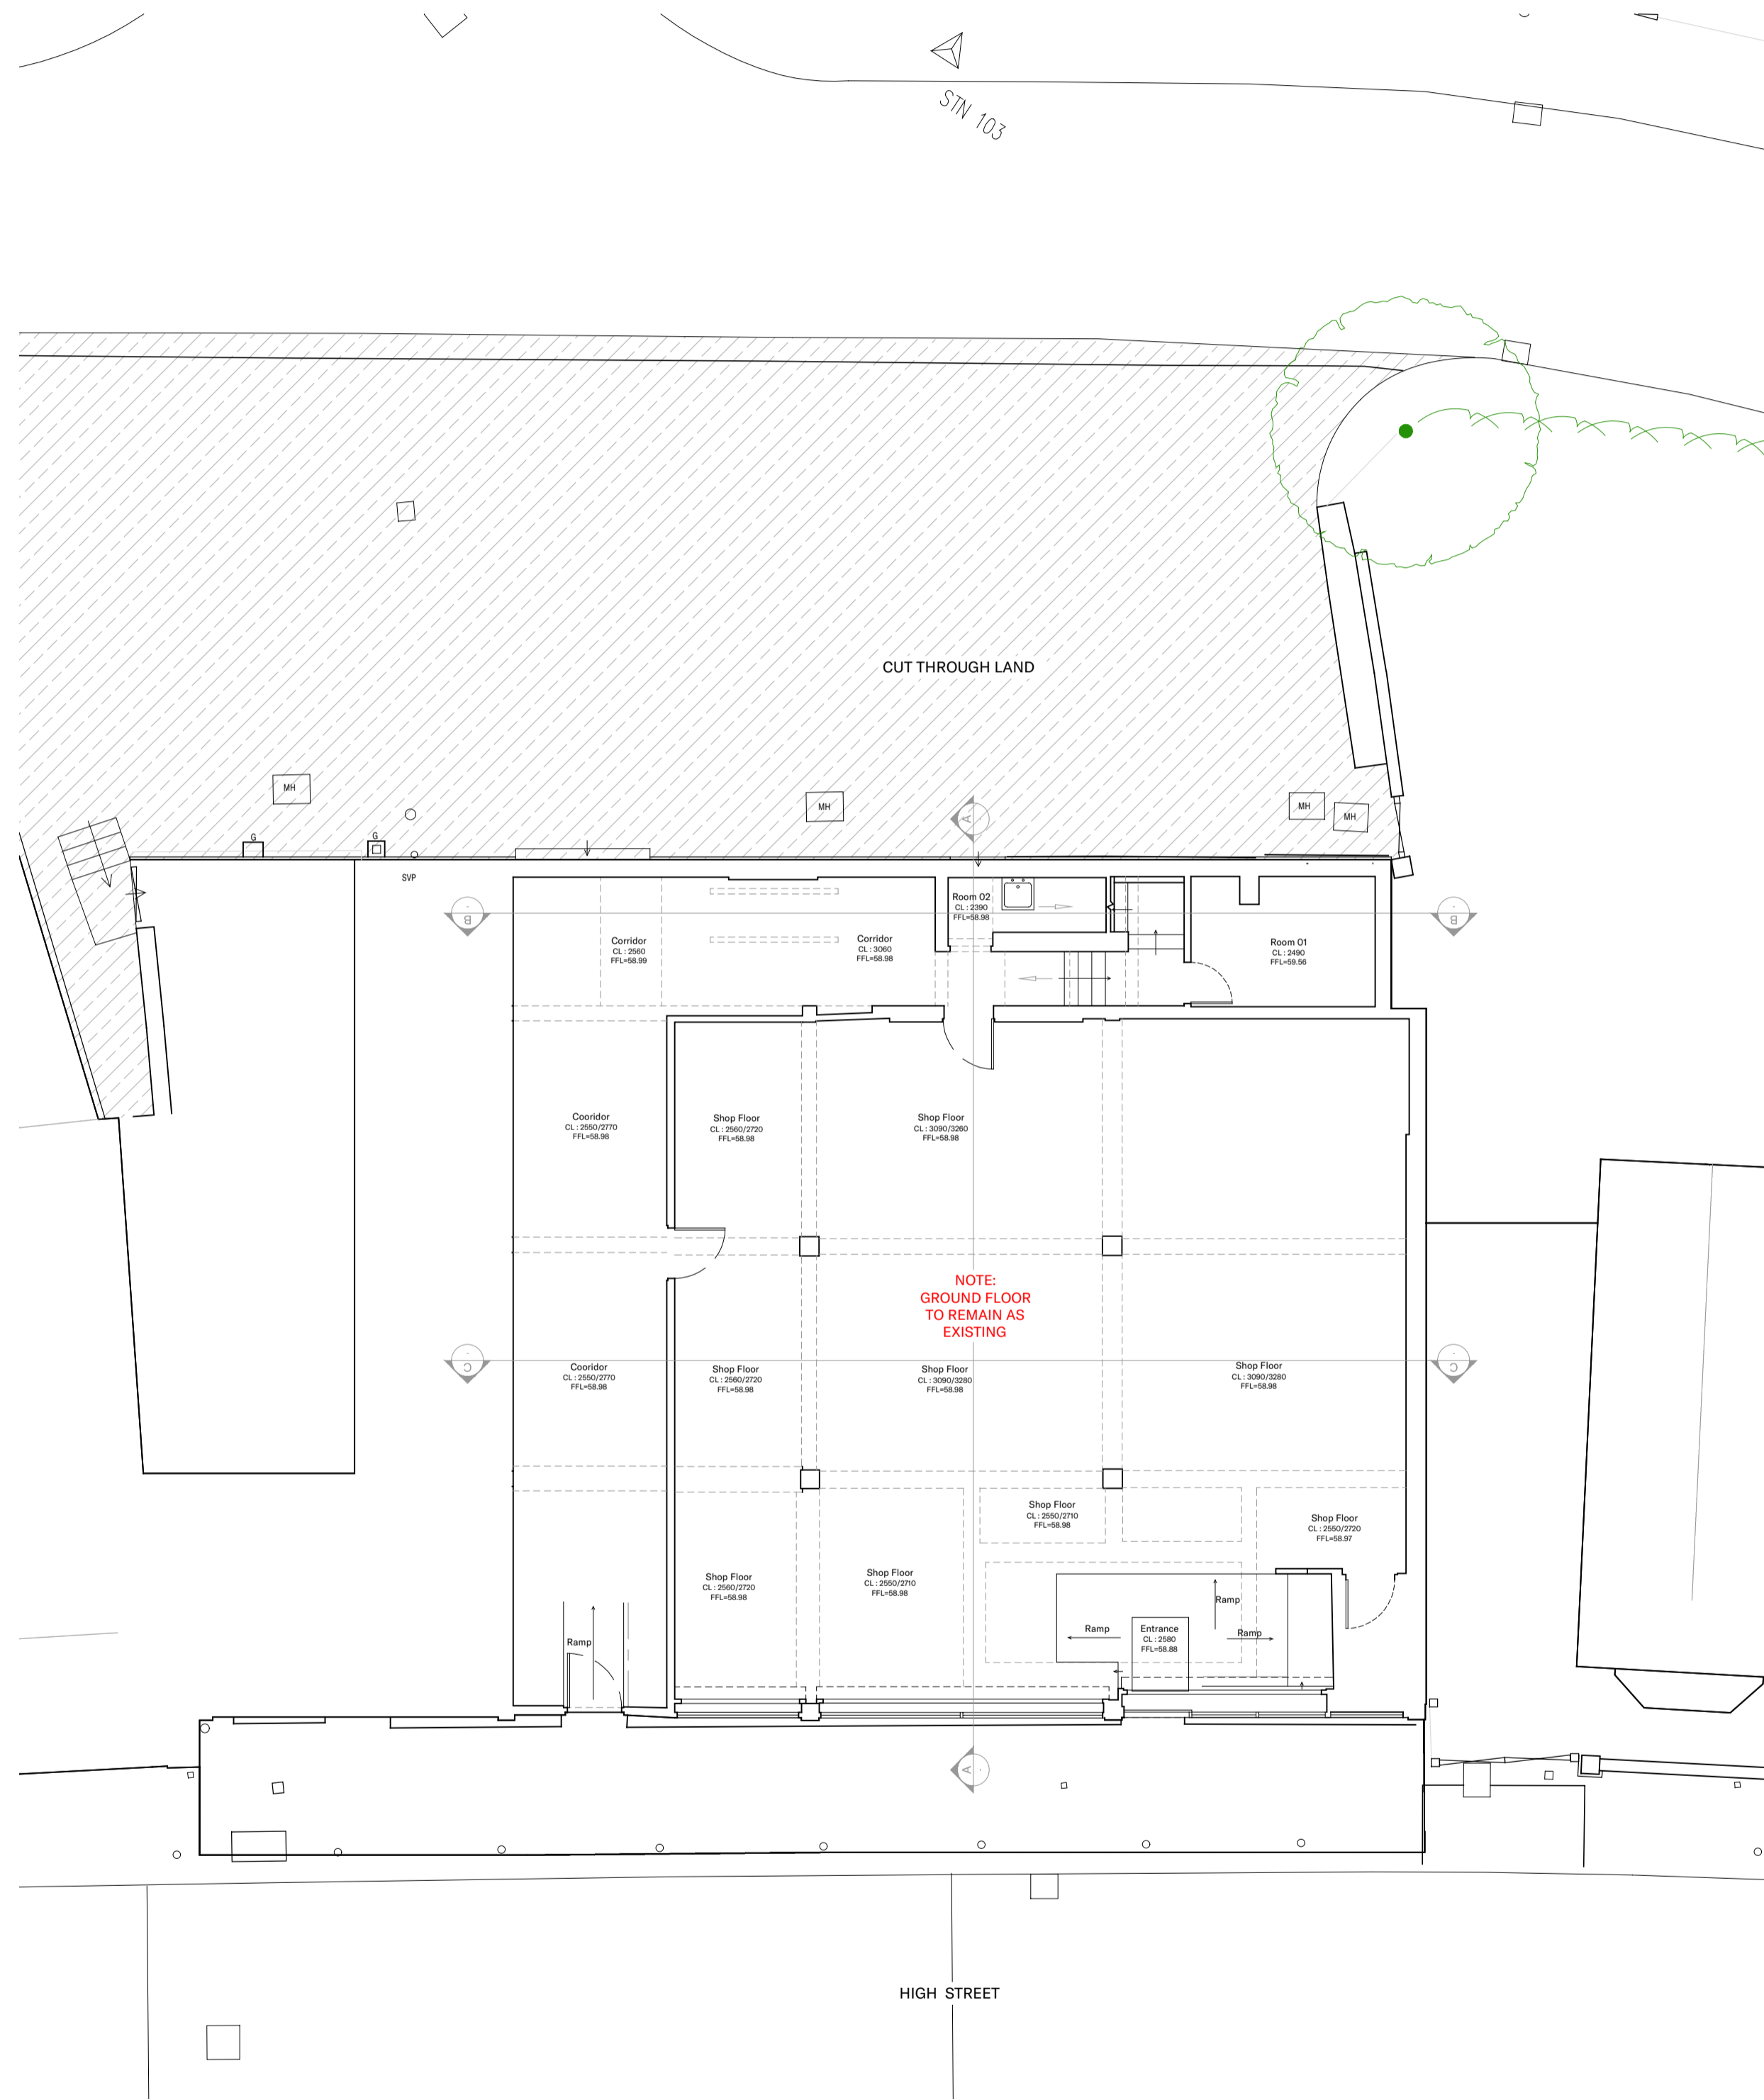 STN 103
CUT THROUGH LAND
MH
MH
MH
MH
G
G
SVP
A
B
B
Room 02
CL : 2390
FFL=58.98
Corridor
CL : 2560
FFL=58.99
Corridor
CL : 3060
FFL=58.98
Room 01
CL : 2490
FFL=59.56
Cooridor
CL : 2550/2770
FFL=58.98
Shop Floor
CL : 2560/2720
FFL=58.98
Shop Floor
CL : 3090/3260
FFL=58.98
NOTE:
GROUND FLOOR
TO REMAIN AS
EXISTING
C
C
Cooridor
CL : 2550/2770
FFL=58.98
Shop Floor
CL : 2560/2720
FFL=58.98
Shop Floor
CL : 3090/3280
FFL=58.98
Shop Floor
CL : 3090/3280
FFL=58.98
Shop Floor
CL : 2550/2710
FFL=58.98
Shop Floor
CL : 2550/2720
FFL=58.97
Shop Floor
CL : 2560/2720
FFL=58.98
Shop Floor
CL : 2550/2710
FFL=58.98
Ramp
Ramp
Ramp
Ramp
Entrance
CL : 2580
FFL=58.88
A
HIGH STREET